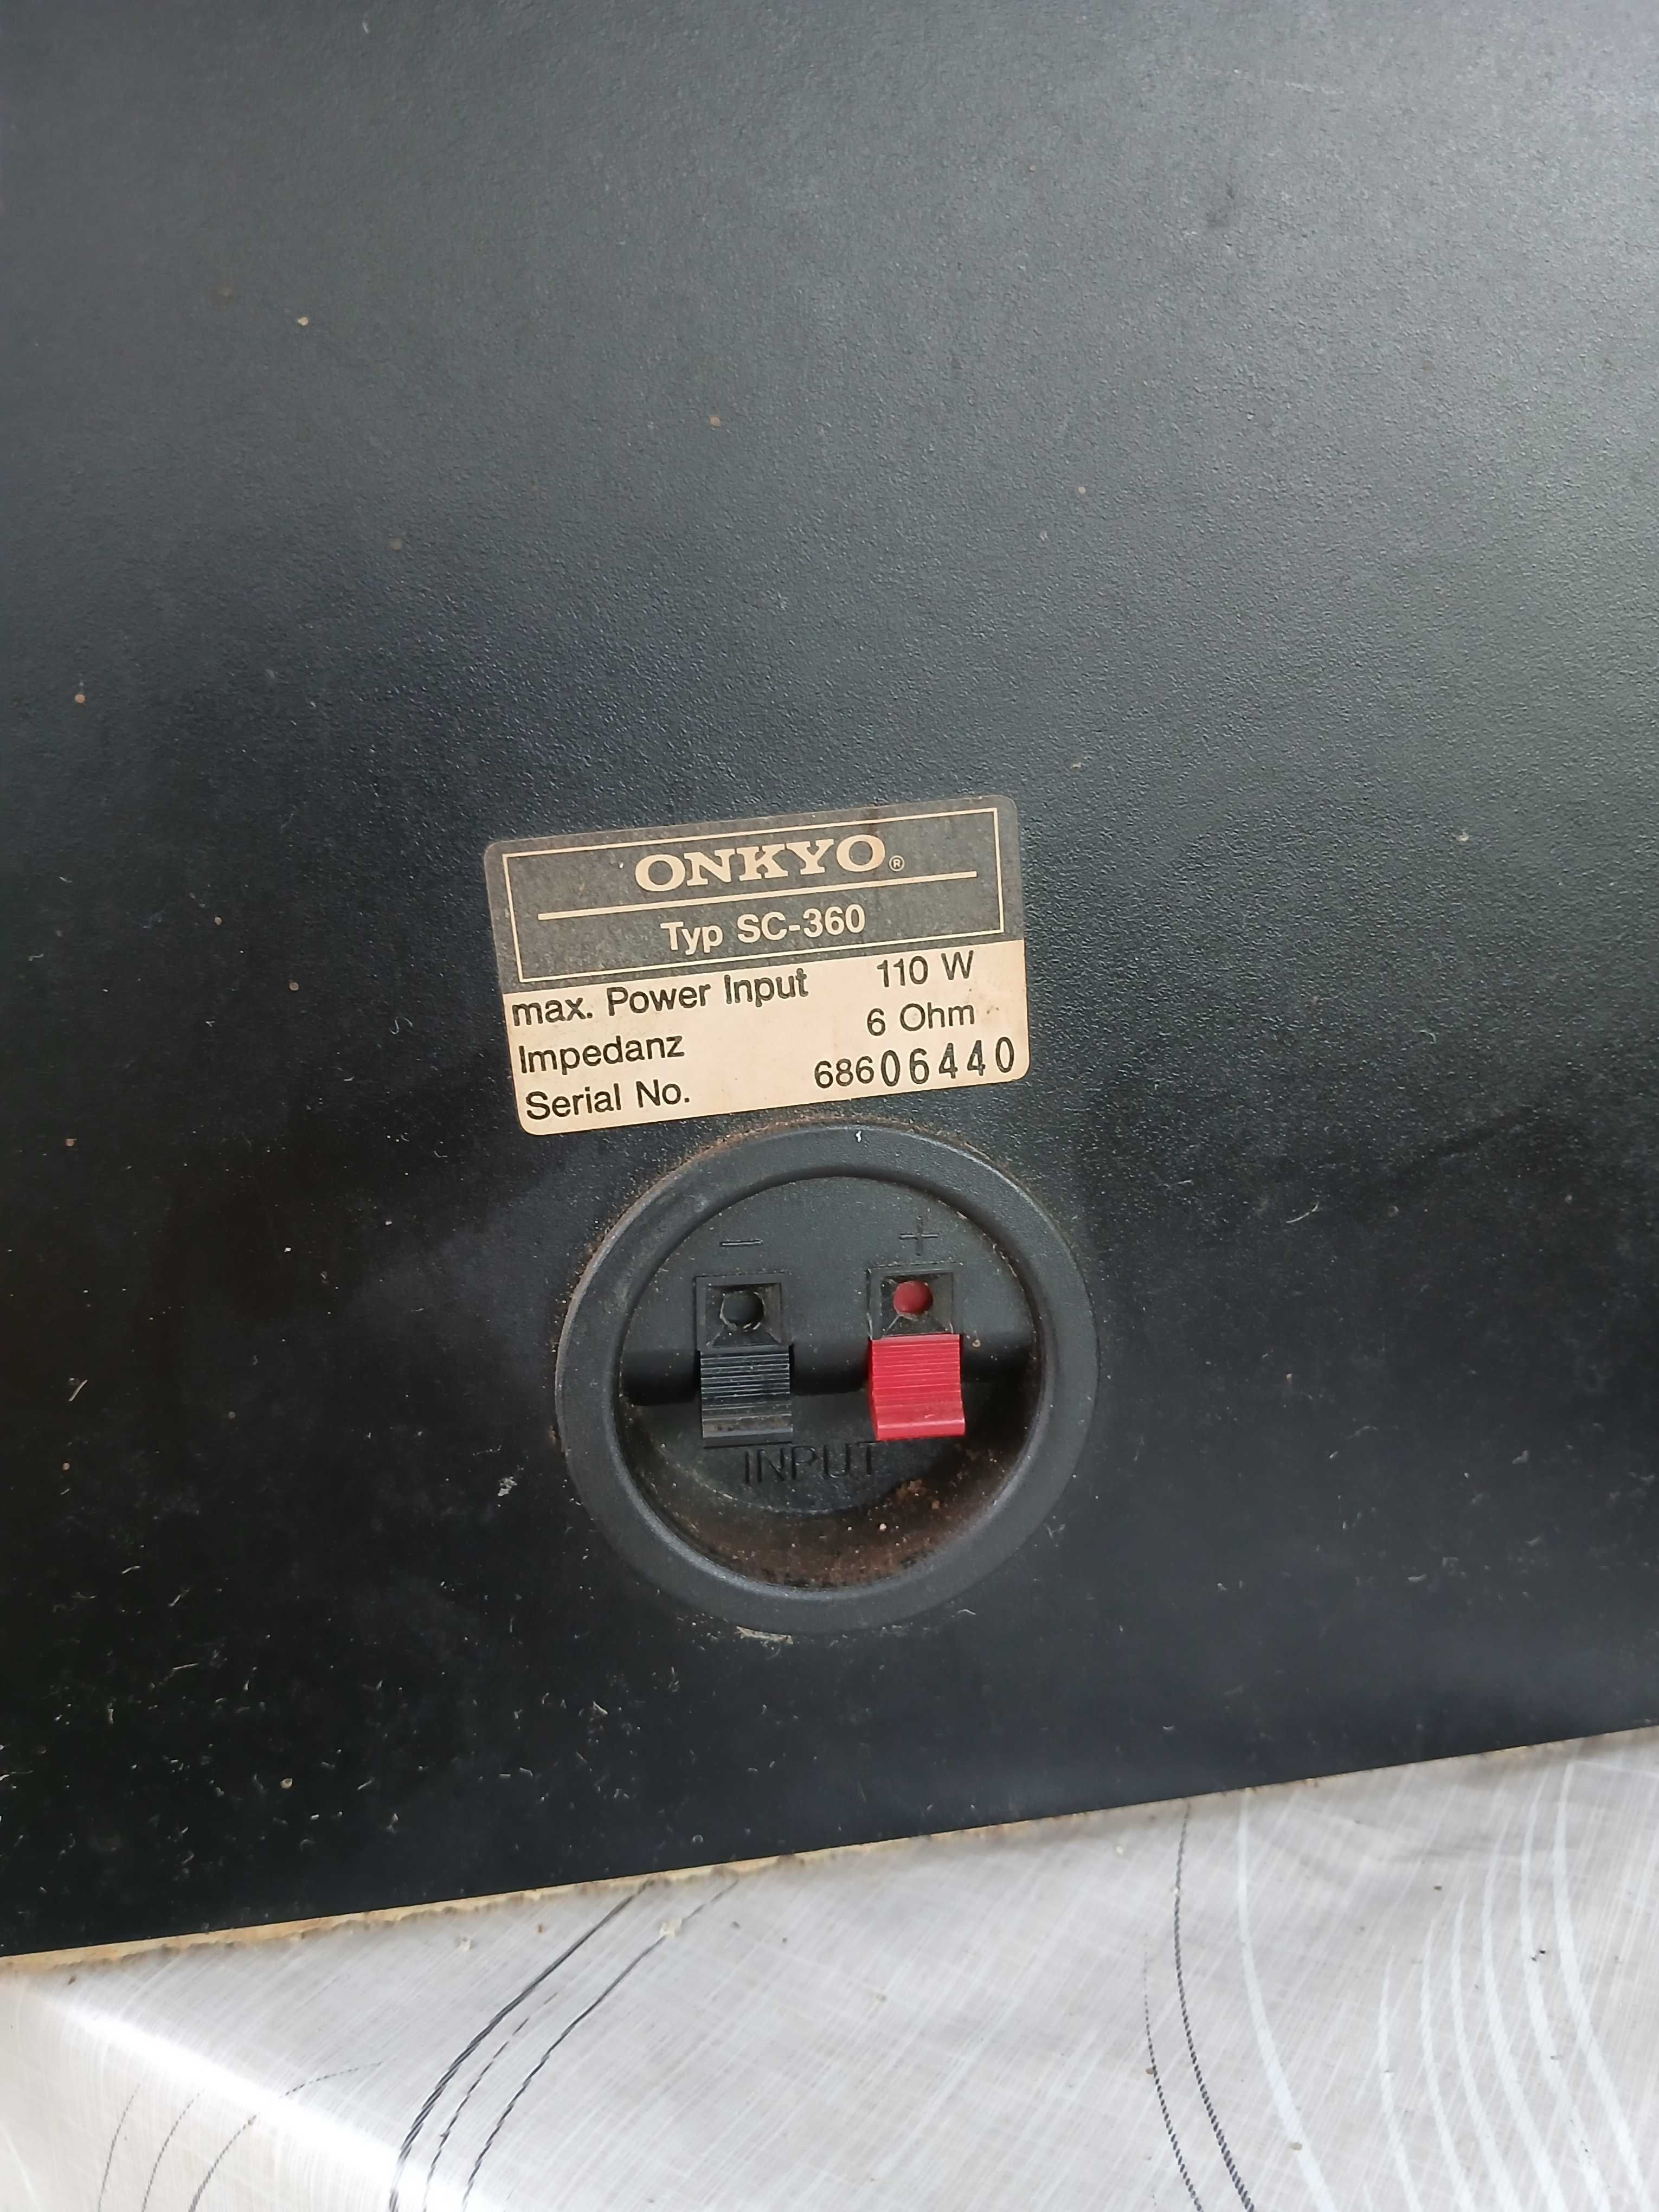 ONKYO®
Typ SC-360
max. Power Input 110 W
Impedanz 6 Ohm
Serial No. 68606440
− +
INPUT